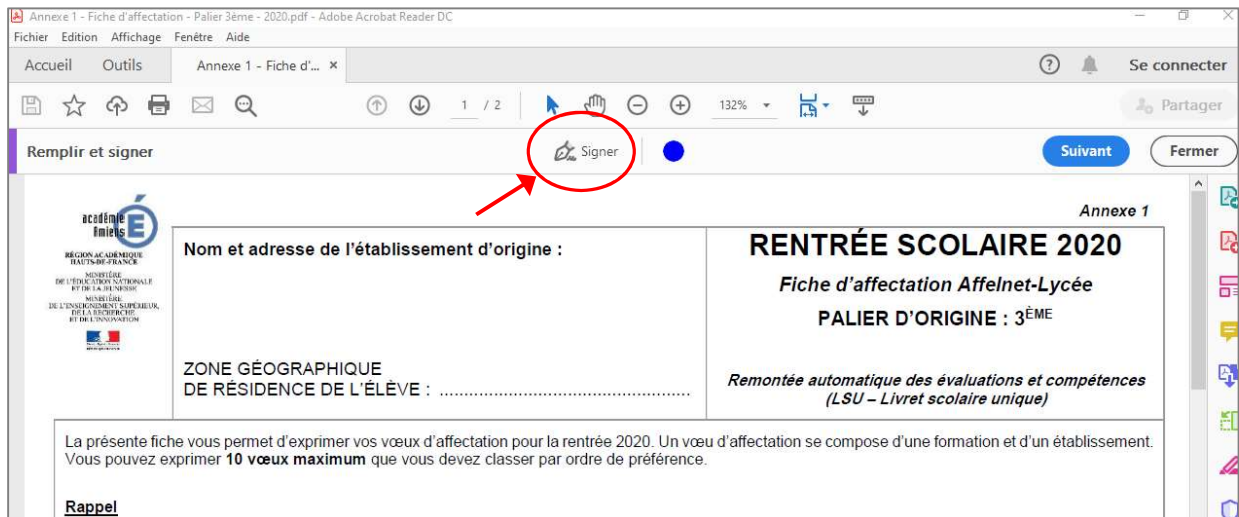 Annexe 1 - Fiche d'affectation - Palier 3ème - 2020.pdf - Adobe Acrobat Reader DC
Fichier Edition Affichage Fenêtre Aide
Accueil Outils Annexe 1 - Fiche d'... × ? Se connecter
1 / 2 132% Partager
Remplir et signer Signer Suivant Fermer
Annexe 1
académie
Amiens
RÉGION ACADÉMIQUE
HAUTS-DE-FRANCE
MINISTÈRE
DE L'ÉDUCATION NATIONALE
ET DE LA JEUNESSE
MINISTÈRE
DE L'ENSEIGNEMENT SUPÉRIEUR,
DE LA RECHERCHE
ET DE L'INNOVATION
Nom et adresse de l'établissement d'origine :
ZONE GÉOGRAPHIQUE
DE RÉSIDENCE DE L'ÉLÈVE : ....................................................
RENTRÉE SCOLAIRE 2020
Fiche d'affectation Affelnet-Lycée
PALIER D'ORIGINE : 3ÈME
Remontée automatique des évaluations et compétences
(LSU – Livret scolaire unique)
La présente fiche vous permet d'exprimer vos vœux d'affectation pour la rentrée 2020. Un vœu d'affectation se compose d'une formation et d'un établissement.
Vous pouvez exprimer 10 vœux maximum que vous devez classer par ordre de préférence.
Rappel